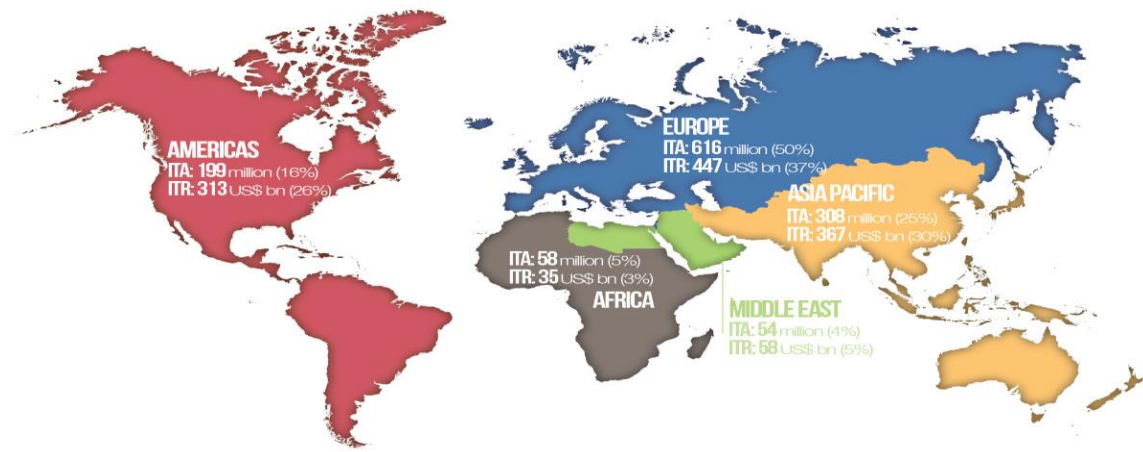 AMERICAS
ITA: 199 million (16%)
ITR: 313 US$ bn (26%)
EUROPE
ITA: 616 million (50%)
ITR: 447 US$ bn (37%)
ASIA PACIFIC
ITA: 308 million (25%)
ITR: 367 US$ bn (30%)
ITA: 58 million (5%)
ITR: 35 US$ bn (3%)
AFRICA
MIDDLE EAST
ITA: 54 million (4%)
ITR: 58 US$ bn (5%)